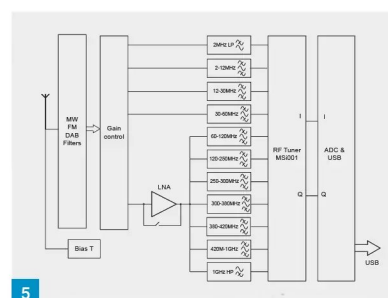 MW
FM
DAB
Filters
Gain
control
Bias T
LNA
2MHz LP
2-12MHz
12-30MHz
30-60MHz
60-120MHz
120-250MHz
250-300MHz
300-380MHz
380-420MHz
420M-1GHz
1GHz HP
RF Tuner
MSi001
I
Q
ADC &
USB
I
Q
USB
5